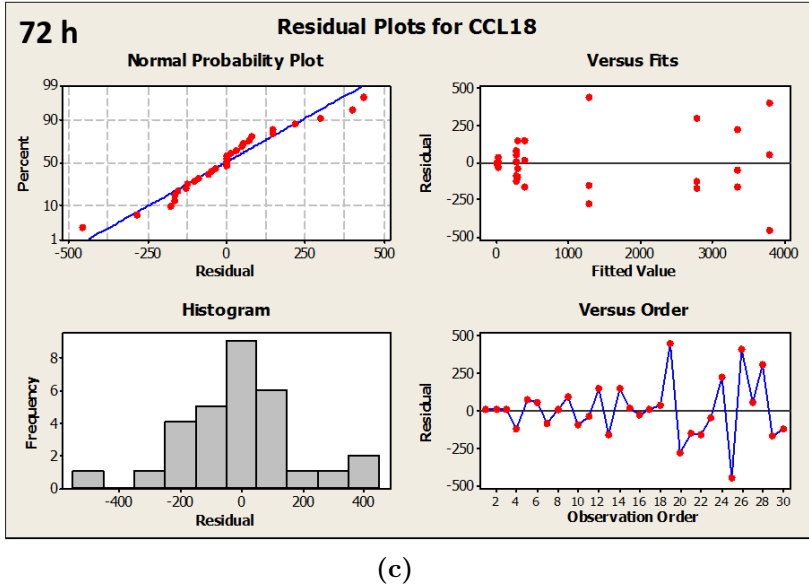 72 h
Residual Plots for CCL18
Normal Probability Plot
99
90
50
10
1
Percent
-500
-250
0
250
500
Residual
Versus Fits
500
250
0
-250
-500
Residual
0
1000
2000
3000
4000
Fitted Value
Histogram
8
6
4
2
0
Frequency
-400
-200
0
200
400
Residual
Versus Order
500
250
0
-250
-500
Residual
2 4 6 8 10 12 14 16 18 20 22 24 26 28 30
Observation Order
(c)